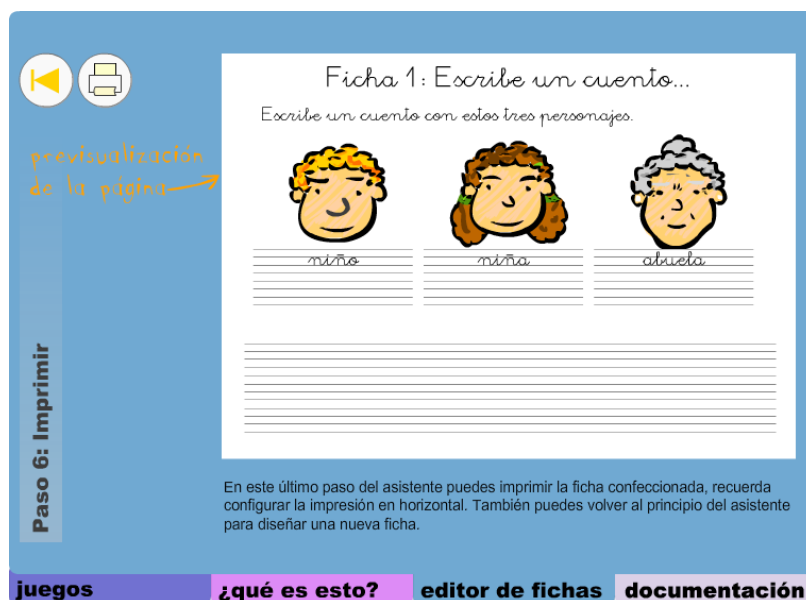 Ficha 1: Escribe un cuento...
Escribe un cuento con estos tres personajes.
previsualización
de la página
niño
niña
abuela
Paso 6: Imprimir
En este último paso del asistente puedes imprimir la ficha confeccionada, recuerda
configurar la impresión en horizontal. También puedes volver al principio del asistente
para diseñar una nueva ficha.
juegos
¿qué es esto?
editor de fichas
documentación